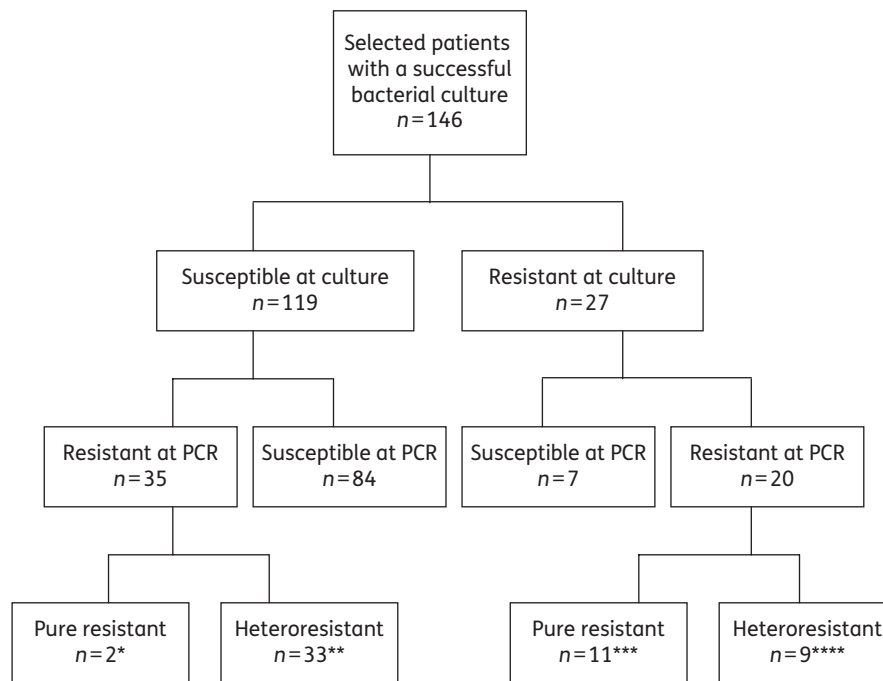 Selected patients
with a successful
bacterial culture
n=146
Susceptible at culture
n=119
Resistant at culture
n=27
Resistant at PCR
n=35
Susceptible at PCR
n=84
Susceptible at PCR
n=7
Resistant at PCR
n=20
Pure resistant
n=2*
Heteroresistant
n=33**
Pure resistant
n=11***
Heteroresistant
n=9****